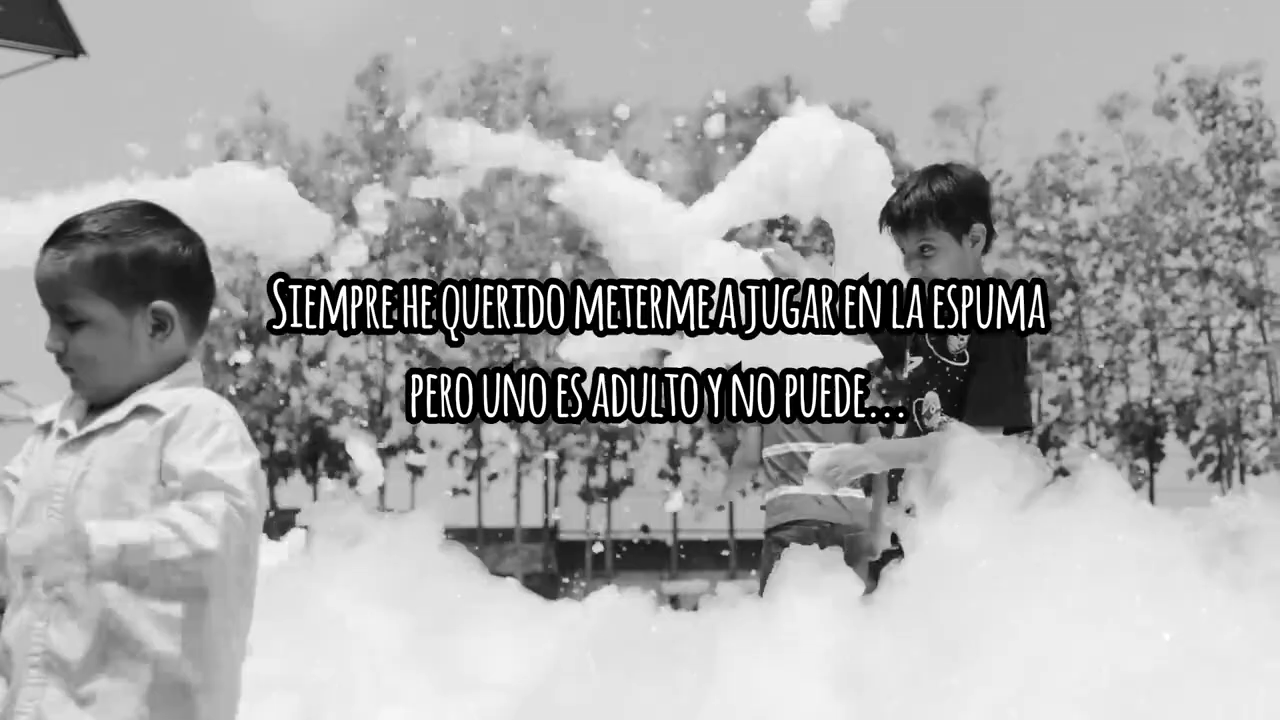 Siempre he querido meterme a jugar en la espuma
pero uno es adulto y no puede...